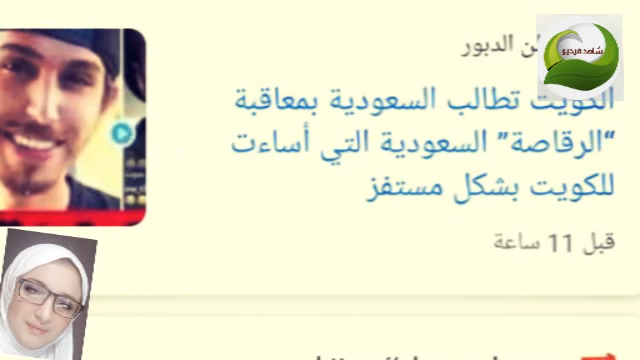 شاهد فيديو
الدبور
الكويت تطالب السعودية بمعاقبة
“الرقاصة” السعودية التي أساءت
للكويت بشكل مستفز
قبل 11 ساعة